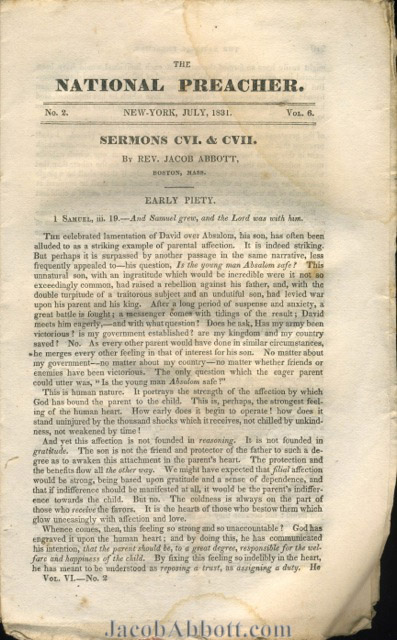 THE
NATIONAL PREACHER.
No. 2. NEW-YORK, JULY, 1831. VOL. 6.
SERMONS CVI. & CVII.
BY REV. JACOB ABBOTT,
BOSTON, MASS.
EARLY PIETY.
1 SAMUEL, iii. 19.—And Samuel grew, and the Lord was with him.
THE celebrated lamentation of David over Absalom, his son, has often been
alluded to as a striking example of parental affection. It is indeed striking.
But perhaps it is surpassed by another passage in the same narrative, less
frequently appealed to—his question, Is the young man Absalom safe? This
unnatural son, with an ingratitude which would be incredible were it not so
exceedingly common, had raised a rebellion against his father, and, with the
double turpitude of a traitorous subject and an undutiful son, had levied war
upon his parent and his king. After a long period of suspense and anxiety, a
great battle is fought; a messenger comes with tidings of the result; David
meets him eagerly,—and with what question? Does he ask, Has my army been
victorious? is my government established? are my kingdom and my country
saved? No. As every other parent would have done in similar circumstances,
he merges every other feeling in that of interest for his son. No matter about
my government—no matter about my country—no matter whether friends or
enemies have been victorious. The only question which the eager parent
could utter was, "Is the young man Absalom safe?"
This is human nature. It portrays the strength of the affection by which
God has bound the parent to the child. This is, perhaps, the strongest feel-
ing of the human heart. How early does it begin to operate! how does it
stand uninjured by the thousand shocks which it receives, not chilled by unkind-
ness, not weakened by time!
And yet this affection is not founded in reasoning. It is not founded in
gratitude. The son is not the friend and protector of the father to such a de-
gree as to awaken this attachment in the parent's heart. The protection and
the benefits flow all the other way. We might have expected that filial affection
would be strong, being based upon gratitude and a sense of dependence, and
that if indifference should be manifested at all, it would be the parent's indiffer-
ence towards the child. But no. The coldness is always on the part of
those who receive the favors. It is the hearts of those who bestow them which
glow unceasingly with affection and love.
Whence comes, then, this feeling so strong and so unaccountable! God has
engraved it upon the human heart; and by doing this, he has communicated
his intention, that the parent should be, to a great degree, responsible for the wel-
fare and happiness of the child. By fixing this feeling so indelibly in the heart,
he has meant to be understood as reposing a trust, as assigning a duty. He
VOL. VI.—No. 2
JacobAbbott.com